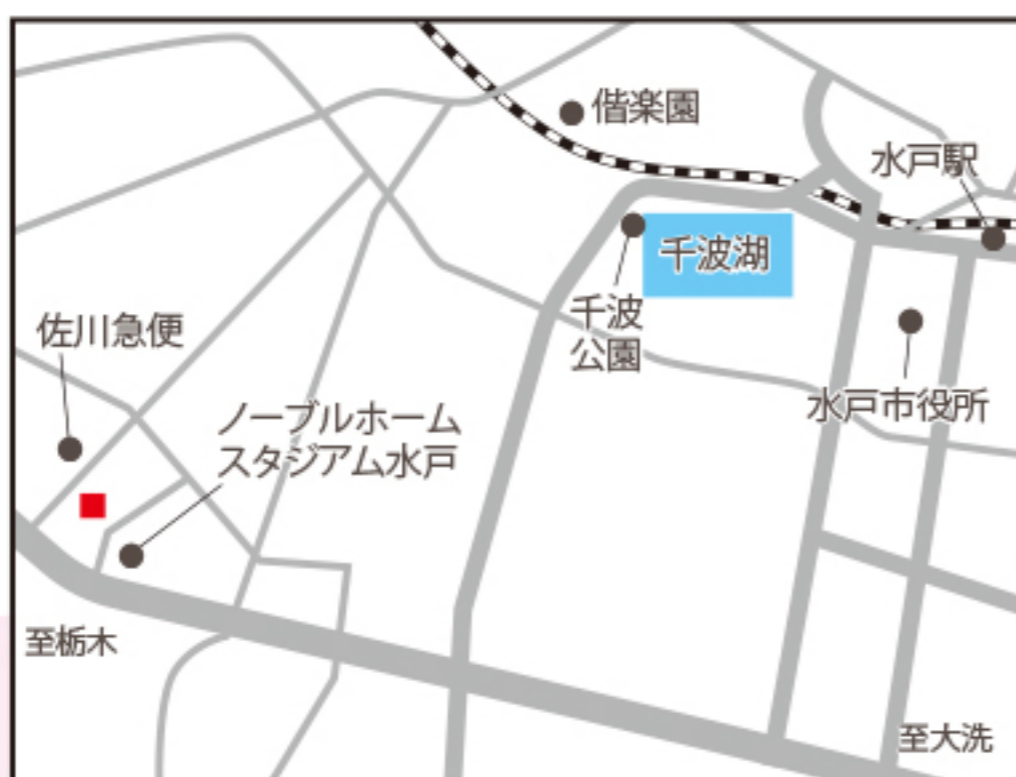 偕楽園
水戸駅
千波湖
千波
公園
佐川急便
水戸市役所
ノーブルホーム
スタジアム水戸
至栃木
至大洗